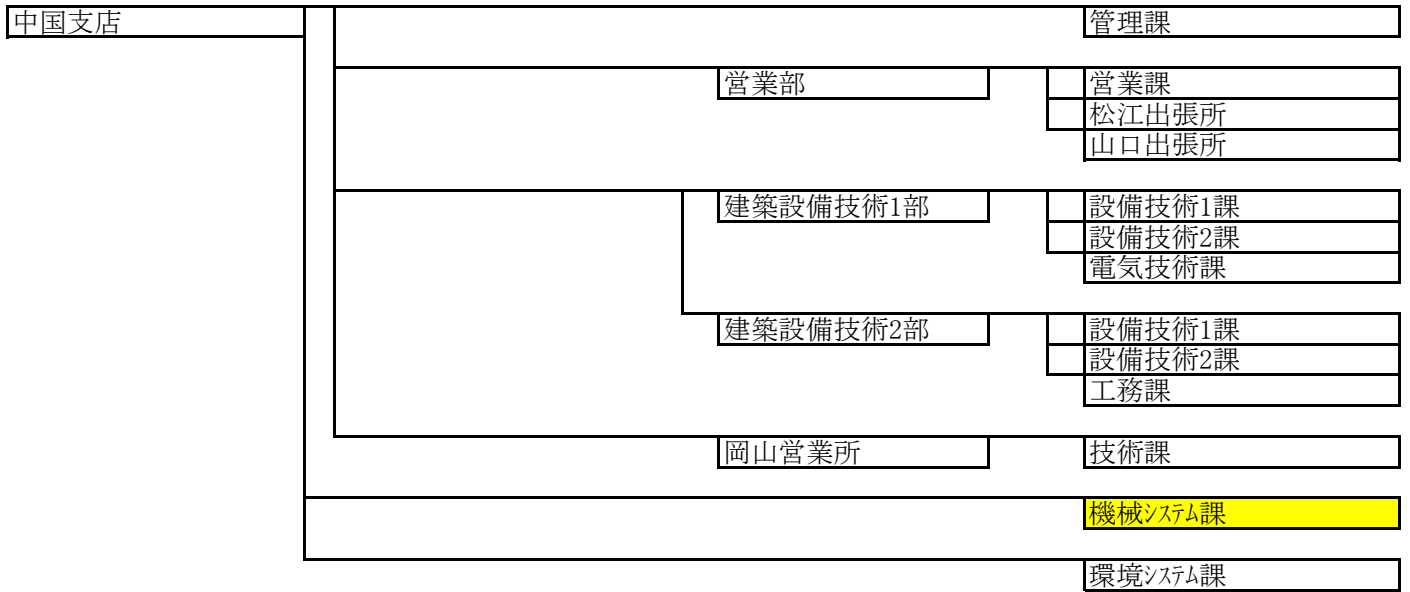 中国支店 管理課
営業部 営業課
松江出張所
山口出張所
建築設備技術1部 設備技術1課
設備技術2課
電気技術課
建築設備技術2部 設備技術1課
設備技術2課
工務課
岡山営業所 技術課
機械ｼｽﾃﾑ課
環境ｼｽﾃﾑ課